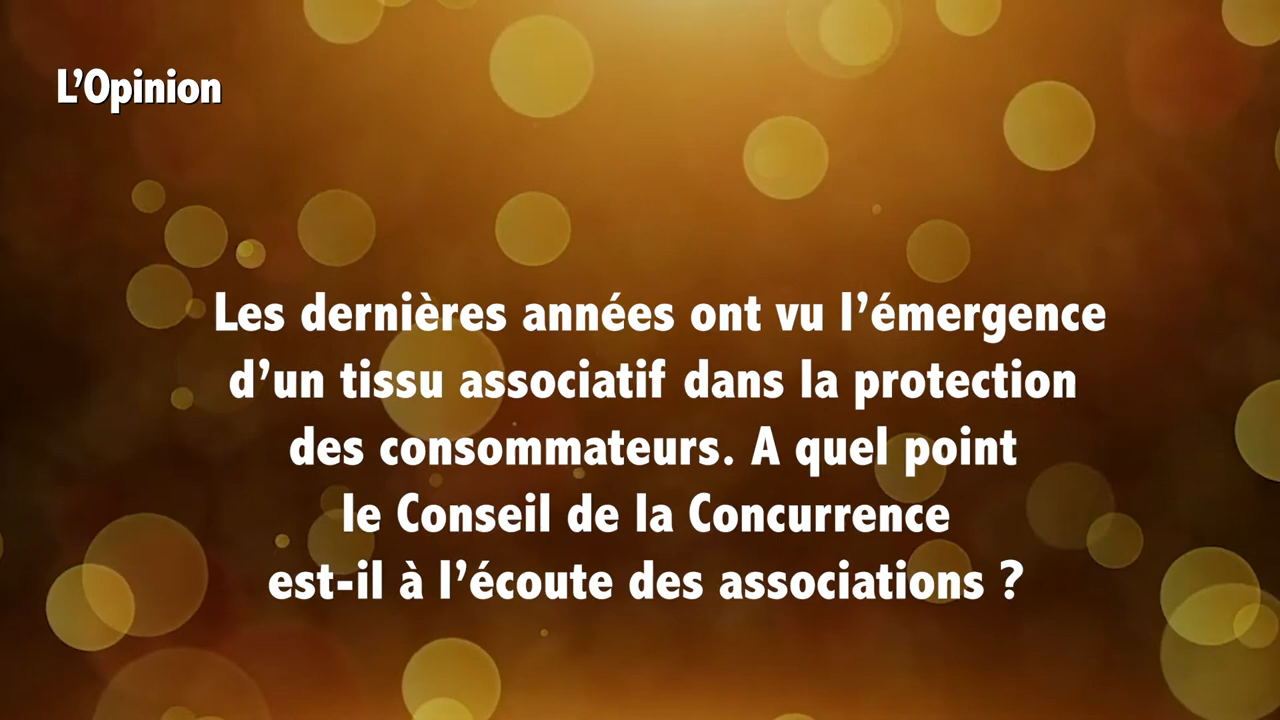 L’Opinion
Les dernières années ont vu l’émergence
d’un tissu associatif dans la protection
des consommateurs. A quel point
le Conseil de la Concurrence
est-il à l’écoute des associations ?